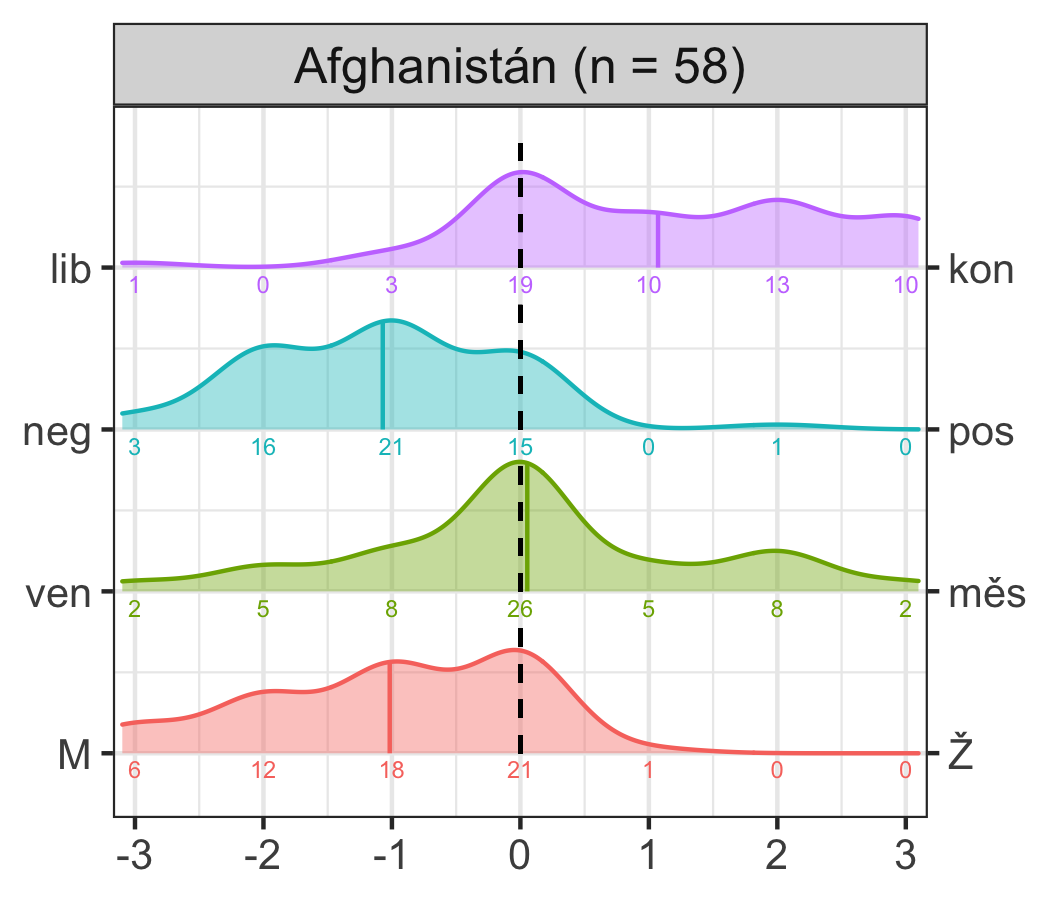 Afghanistán (n = 58)
lib kon
1 0 3 19 10 13 10
neg pos
3 16 21 15 0 1 0
ven měs
2 5 8 26 5 8 2
M Ž
6 12 18 21 1 0 0
-3 -2 -1 0 1 2 3